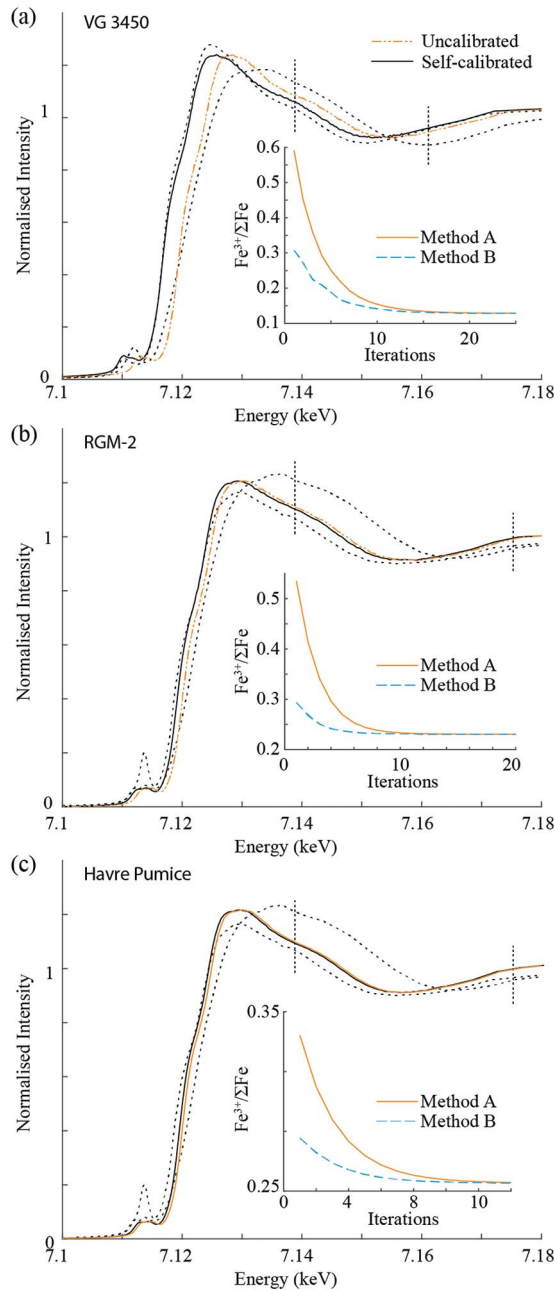 (a)
VG 3450
Uncalibrated
Self-calibrated
1
Normalised Intensity
0
0.6
0.5
0.4
0.3
0.2
0.1
Fe³⁺/ΣFe
Method A
Method B
0
10
20
Iterations
7.1
7.12
7.14
7.16
7.18
Energy (keV)
(b)
RGM-2
1
Normalised Intensity
0
0.5
0.4
0.3
0.2
Fe³⁺/ΣFe
Method A
Method B
0
10
20
Iterations
7.1
7.12
7.14
7.16
7.18
Energy (keV)
(c)
Havre Pumice
1
Normalised Intensity
0
0.35
0.25
Fe³⁺/ΣFe
Method A
Method B
0
4
8
10
Iterations
7.1
7.12
7.14
7.16
7.18
Energy (keV)